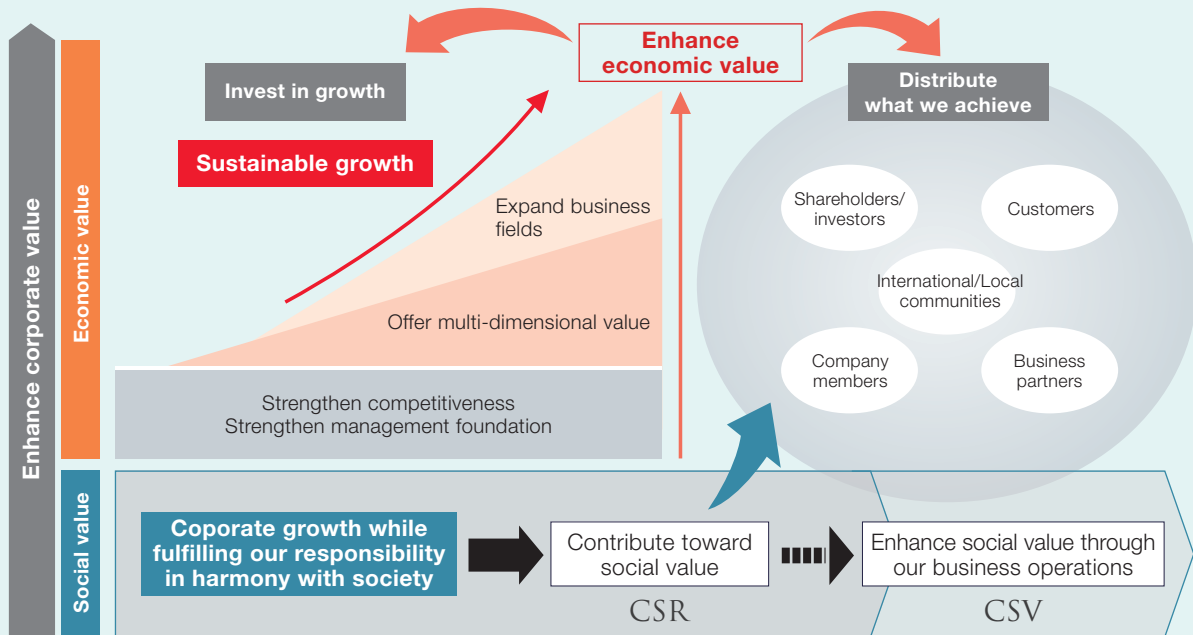 Enhance corporate value
Economic value
Social value
Enhance
economic value
Invest in growth
Distribute
what we achieve
Sustainable growth
Expand business
fields
Offer multi-dimensional value
Strengthen competitiveness
Strengthen management foundation
Shareholders/
investors
Customers
International/Local
communities
Company
members
Business
partners
Coporate growth while
fulfilling our responsibility
in harmony with society
Contribute toward
social value
CSR
Enhance social value through
our business operations
CSV